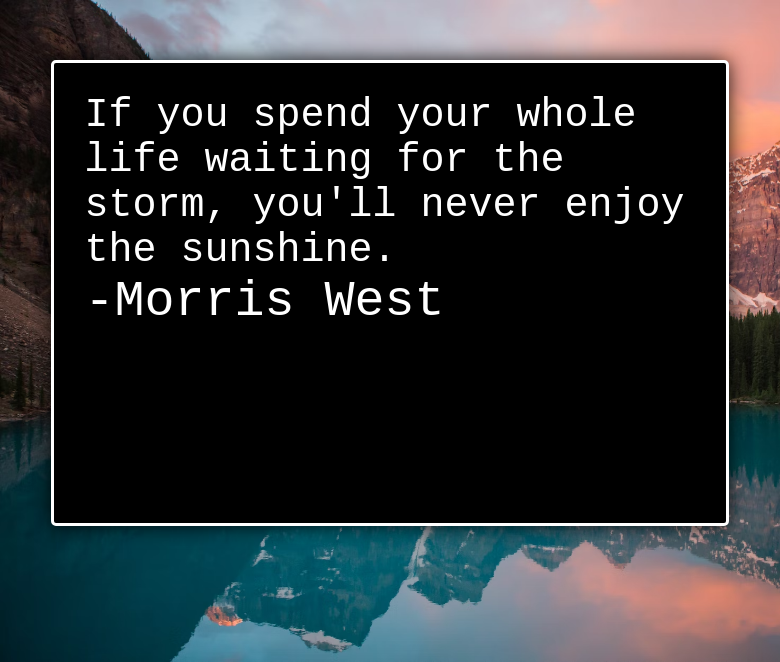 If you spend your whole
life waiting for the
storm, you'll never enjoy
the sunshine.
-Morris West